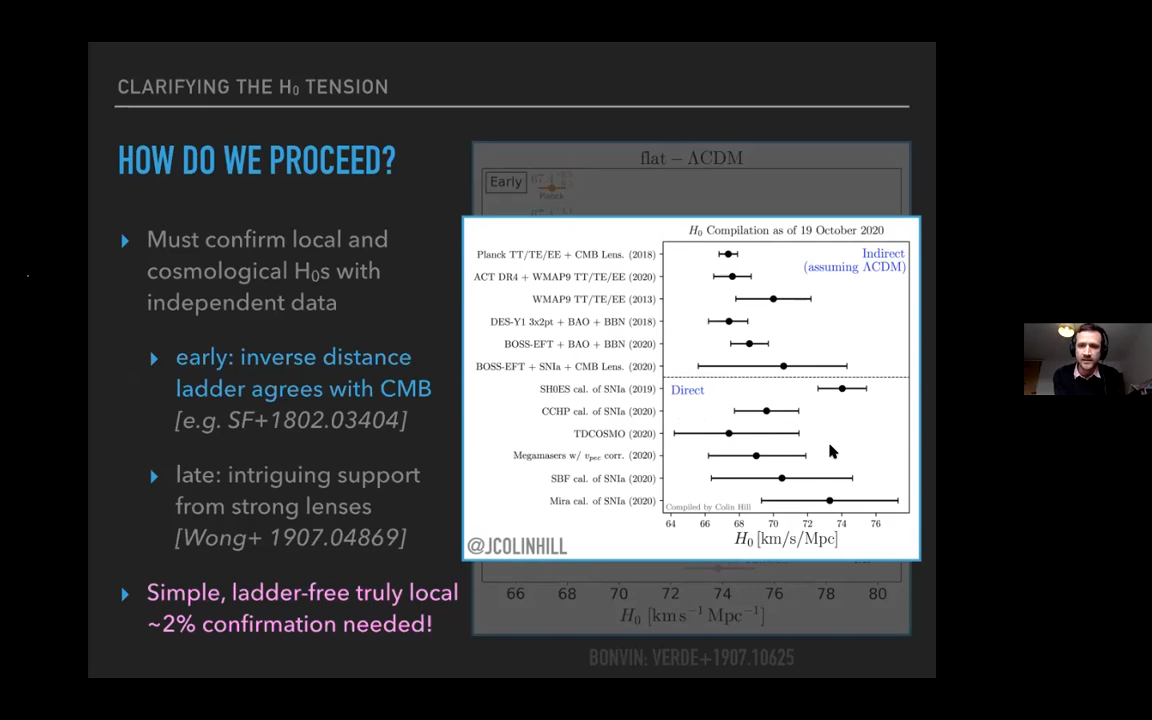 CLARIFYING THE H₀ TENSION
HOW DO WE PROCEED?
Must confirm local and
cosmological H₀s with
independent data
early: inverse distance
ladder agrees with CMB
[e.g. SF+1802.03404]
late: intriguing support
from strong lenses
[Wong+ 1907.04869]
Simple, ladder-free truly local
~2% confirmation needed!
flat − ΛCDM
Early
Planck
H₀ Compilation as of 19 October 2020
Indirect
(assuming ΛCDM)
Planck TT/TE/EE + CMB Lens. (2018)
ACT DR4 + WMAP9 TT/TE/EE (2020)
WMAP9 TT/TE/EE (2013)
DES-Y1 3x2pt + BAO + BBN (2018)
BOSS-EFT + BAO + BBN (2020)
BOSS-EFT + SNIa + CMB Lens. (2020)
Direct
SH0ES cal. of SNIa (2019)
CCHP cal. of SNIa (2020)
TDCOSMO (2020)
Megamasers w/ vpec corr. (2020)
SBF cal. of SNIa (2020)
Mira cal. of SNIa (2020)
Compiled by Colin Hill
64 66 68 70 72 74 76
H₀ [km/s/Mpc]
@JCOLINHILL
66 68 70 72 74 76 78 80
H₀ [km s⁻¹ Mpc⁻¹]
BONVIN: VERDE+1907.10625